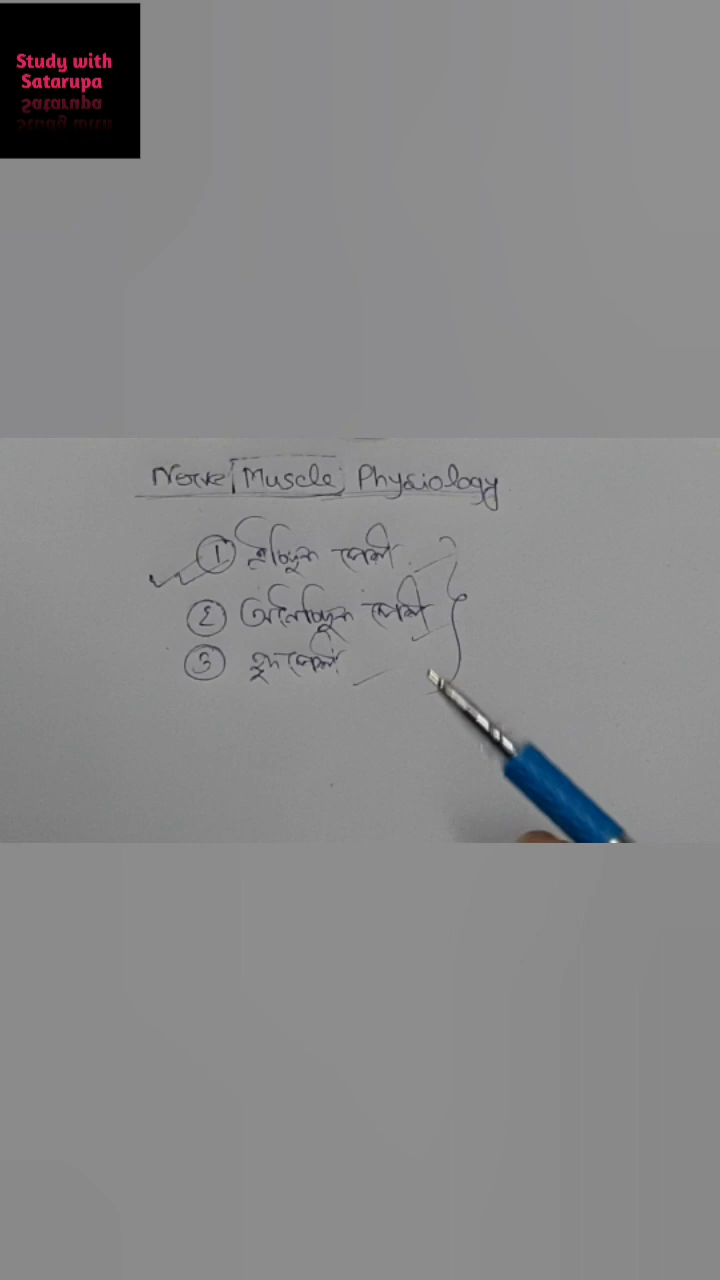 Study with
Satarupa
Nerve Muscle Physiology
① ঐচ্ছিক পেশী
② অনৈচ্ছিক পেশী
③ হৃদপেশী